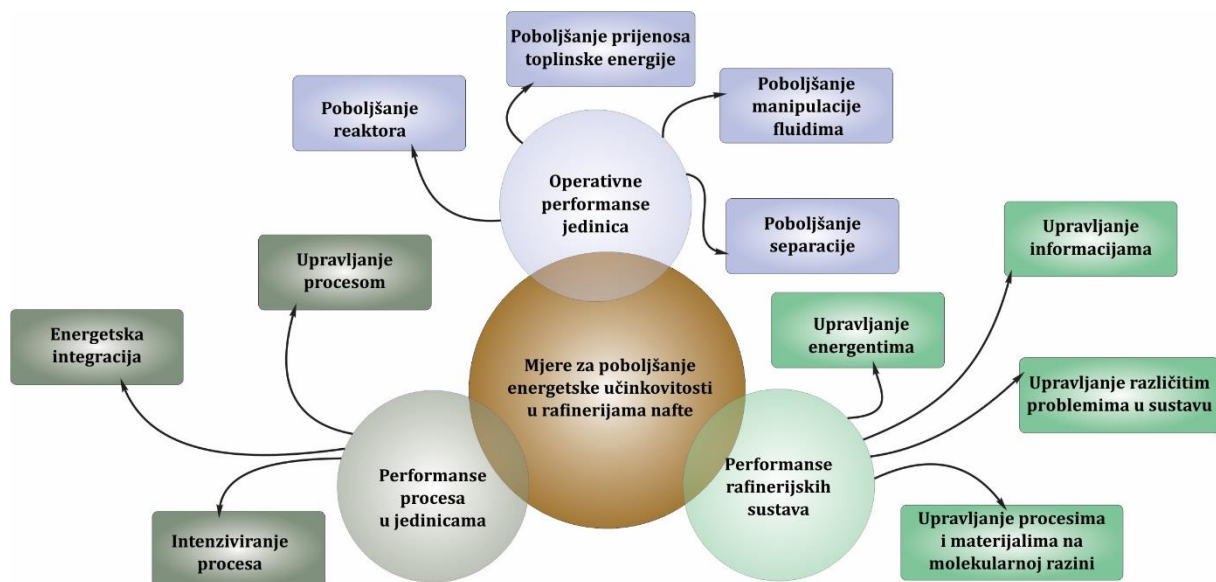 Poboljšanje prijenosa
toplinske energije
Poboljšanje
reaktora
Poboljšanje
manipulacije
fluidima
Operativne
performanse
jedinica
Poboljšanje
separacije
Upravljanje
informacijama
Upravljanje
procesom
Energetska
integracija
Upravljanje
energentima
Mjere za poboljšanje
energetske učinkovitosti
u rafinerijama nafte
Upravljanje različitim
problemima u sustavu
Performanse
procesa
u jedinicama
Performanse
rafinerijskih
sustava
Intenziviranje
procesa
Upravljanje procesima
i materijalima na
molekularnoj razini